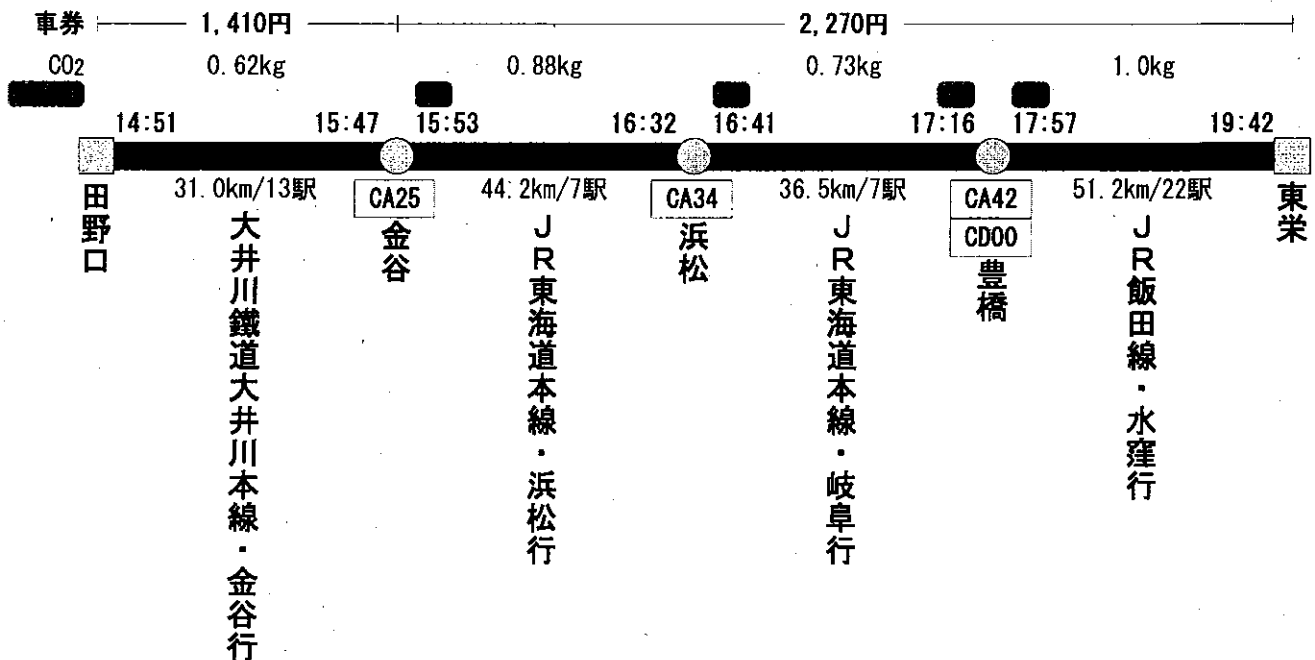 車券 1,410円 2,270円
CO2 0.62kg 0.88kg 0.73kg 1.0kg
14:51 15:47 15:53 16:32 16:41 17:16 17:57 19:42
31.0km/13駅 44.2km/7駅 36.5km/7駅 51.2km/22駅
CA25 CA34 CA42
CD00
田野口
大井川鐵道大井川本線・金谷行
金谷
JR東海道本線・浜松行
浜松
JR東海道本線・岐阜行
豊橋
JR飯田線・水窪行
東栄